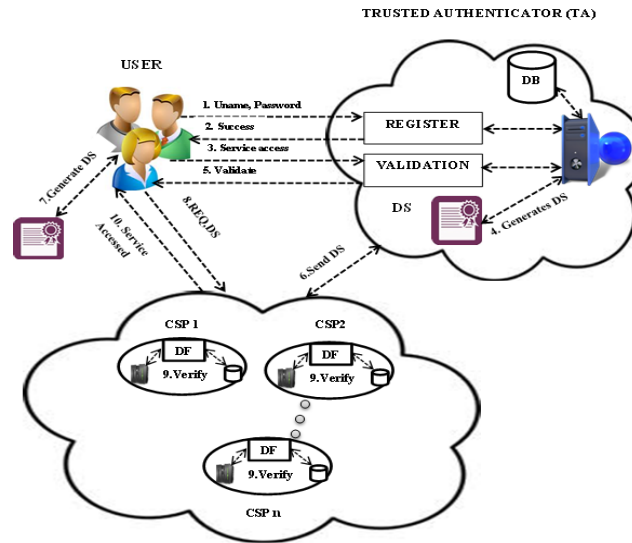 TRUSTED AUTHENTICATOR (TA)
USER
DB
1. Uname, Password
2. Success
REGISTER
3. Service access
VALIDATION
5. Validate
7.Generate DS
DS
4. Generates DS
8.REQ,DS
10. Service
Accessed
6.Send DS
CSP 1
CSP2
DF
9.Verify
DF
9.Verify
DF
9.Verify
CSP n